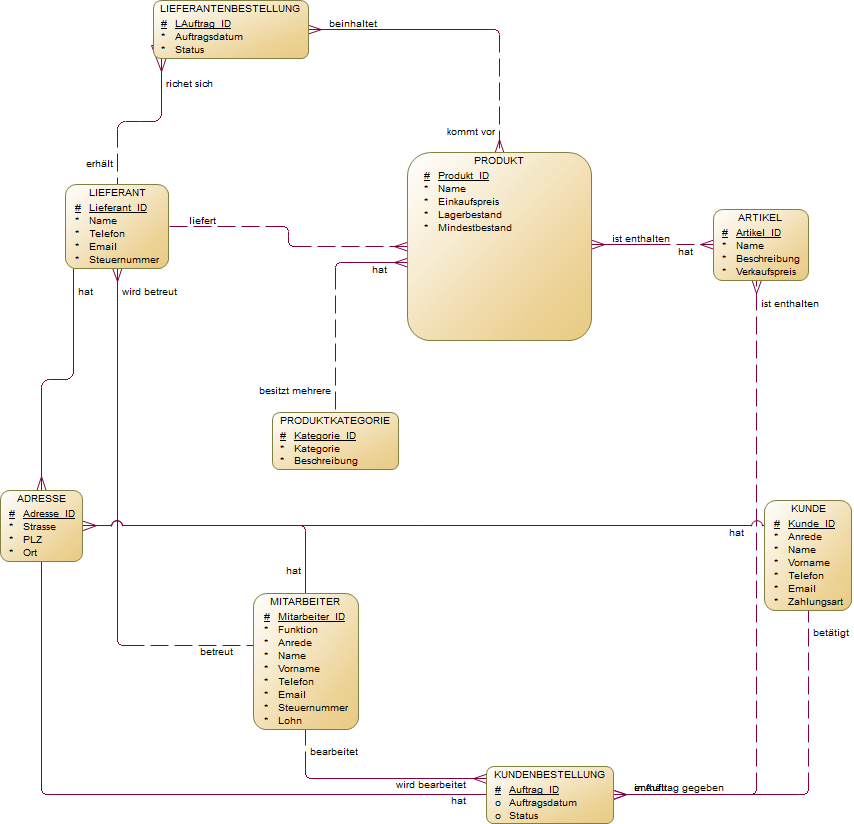 LIEFERANTENBESTELLUNG
# LAuftrag_ID
* Auftragsdatum
* Status
beinhaltet
richet sich
kommt vor
erhält
PRODUKT
# Produkt_ID
* Name
* Einkaufspreis
* Lagerbestand
* Mindestbestand
LIEFERANT
# Lieferant_ID
* Name
* Telefon
* Email
* Steuernummer
liefert
ARTIKEL
# Artikel_ID
* Name
* Beschreibung
* Verkaufspreis
ist enthalten
hat
hat
hat
wird betreut
ist enthalten
besitzt mehrere
PRODUKTKATEGORIE
# Kategorie_ID
* Kategorie
* Beschreibung
ADRESSE
# Adresse_ID
* Strasse
* PLZ
* Ort
KUNDE
# Kunde_ID
* Anrede
* Name
* Vorname
* Telefon
* Email
* Zahlungsart
hat
hat
MITARBEITER
# Mitarbeiter_ID
* Funktion
* Anrede
* Name
* Vorname
* Telefon
* Email
* Steuernummer
* Lohn
betreut
betätigt
bearbeitet
wird bearbeitet
hat
KUNDENBESTELLUNG
# Auftrag_ID
o Auftragsdatum
o Status
in Auftrag gegeben